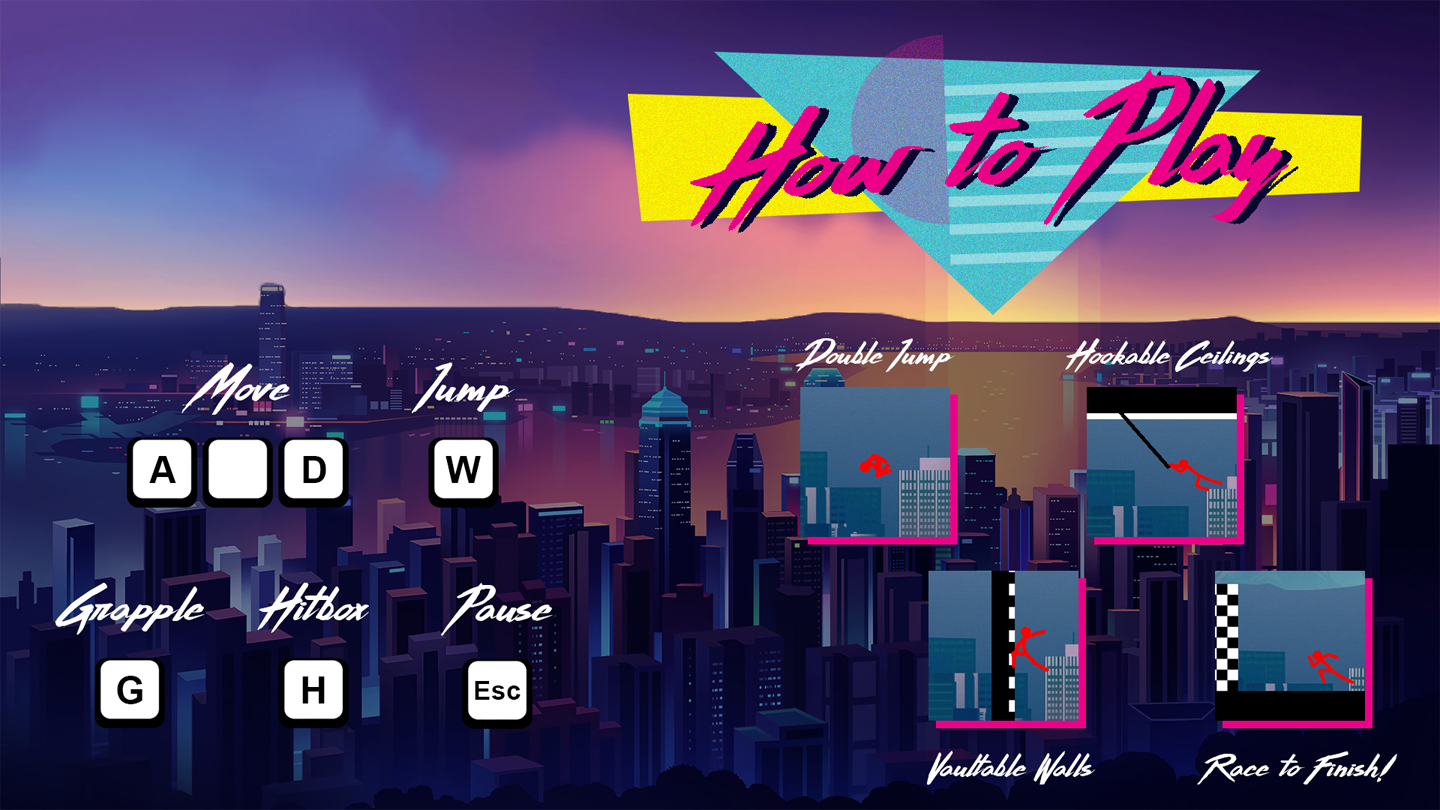 How to Play
Double Jump
Hookable Ceilings
Move
Jump
A D
W
Grapple
Hitbox
Pause
G
H
Esc
Vaultable Walls
Race to Finish!